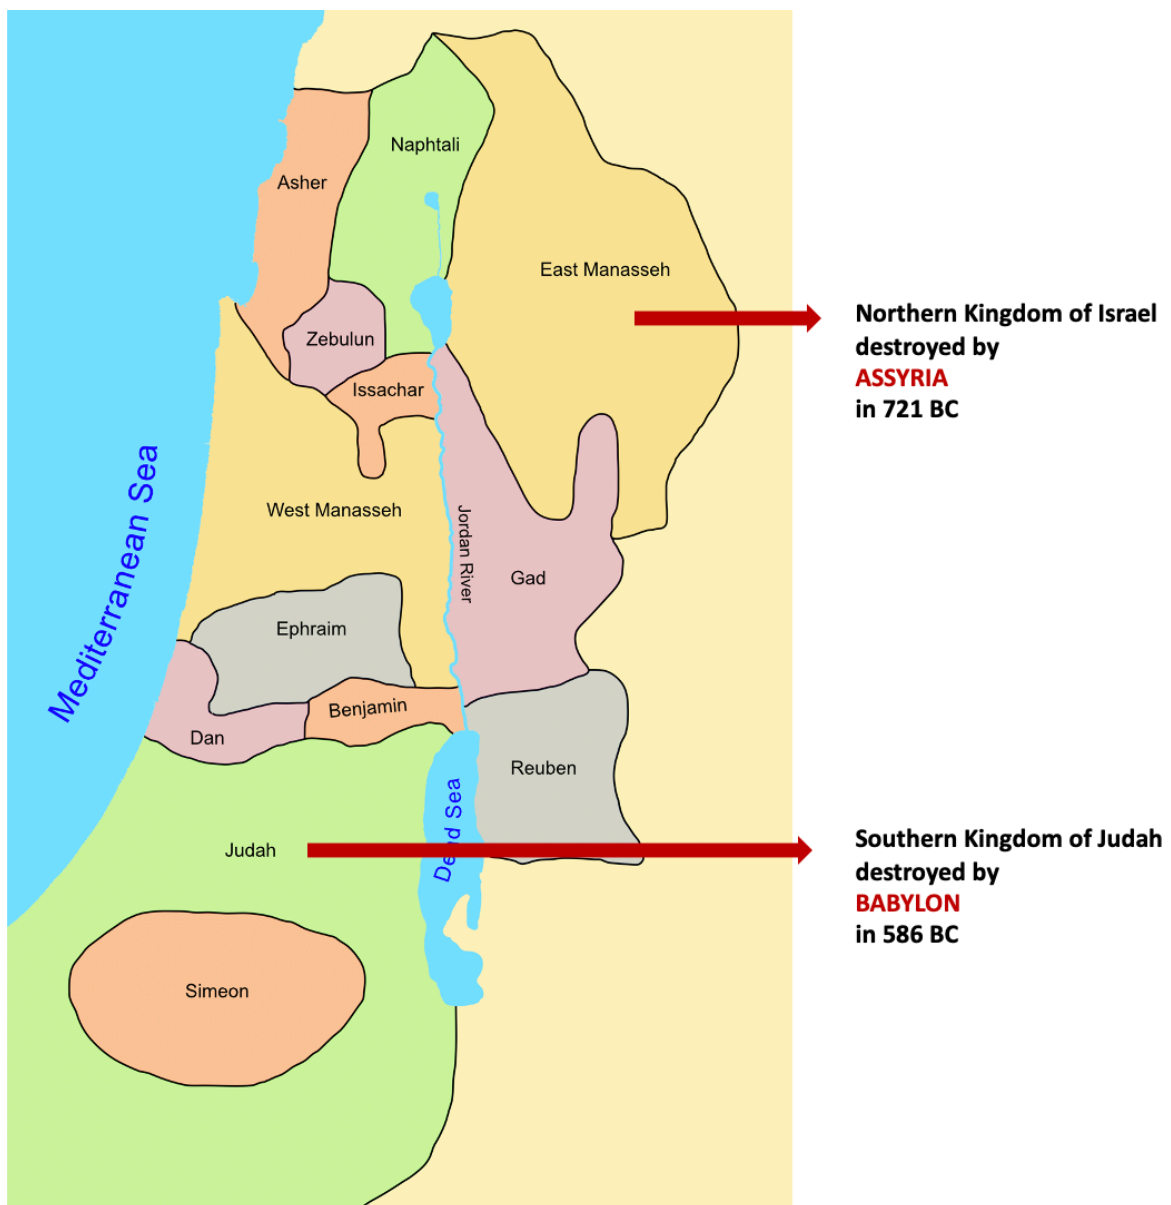 Naphtali
Asher
East Manasseh
Northern Kingdom of Israel
destroyed by
ASSYRIA
in 721 BC
Zebulun
Issachar
Mediterranean Sea
West Manasseh
Jordan River
Gad
Ephraim
Benjamin
Dan
Reuben
Dead Sea
Judah
Southern Kingdom of Judah
destroyed by
BABYLON
in 586 BC
Simeon